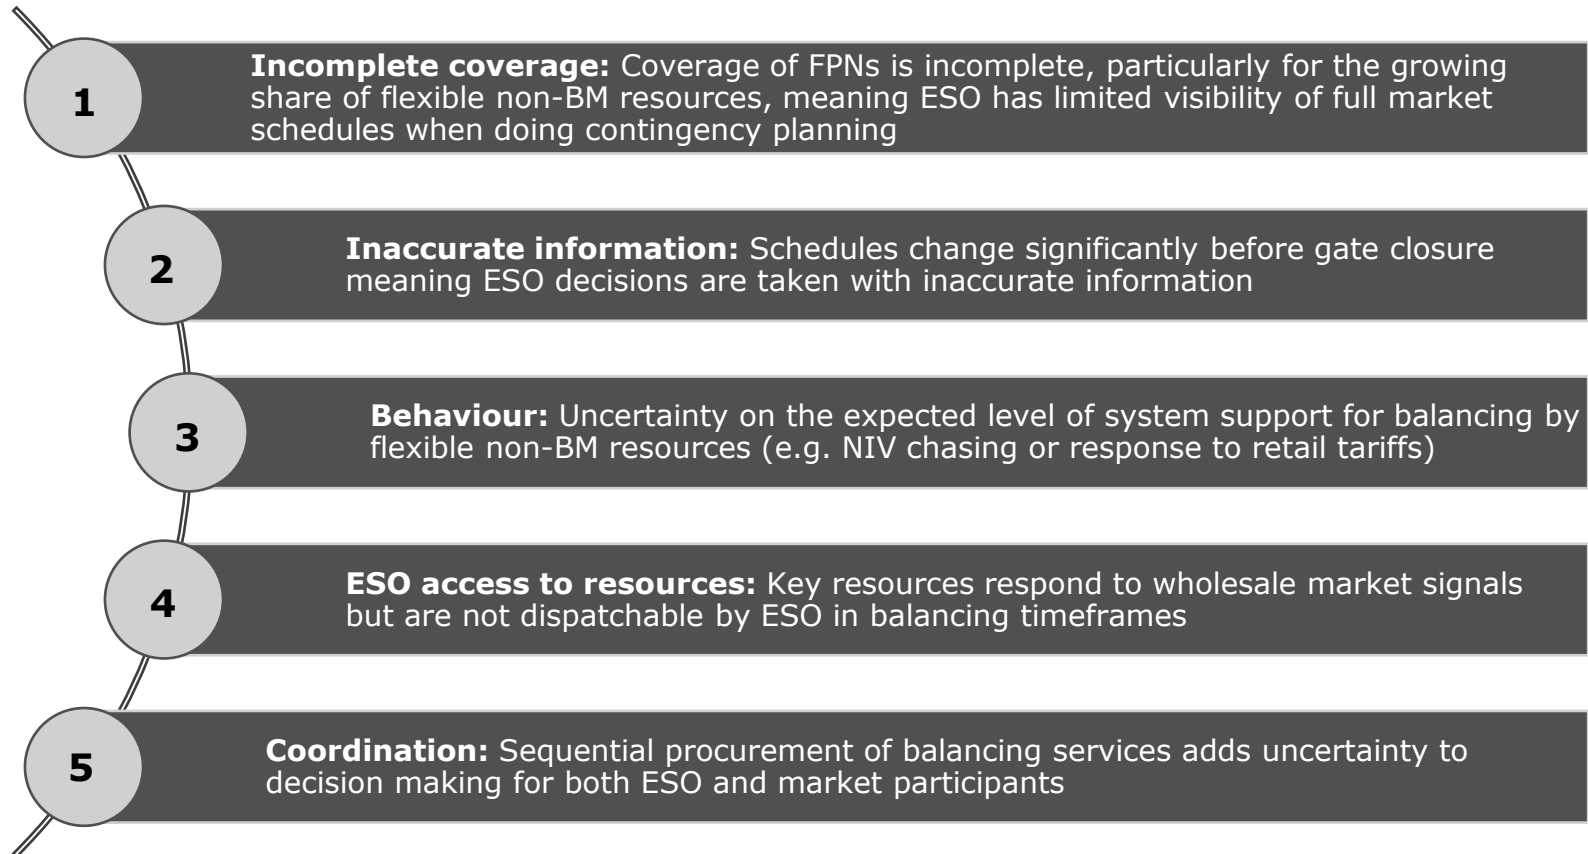 1
Incomplete coverage: Coverage of FPNs is incomplete, particularly for the growing
share of flexible non-BM resources, meaning ESO has limited visibility of full market
schedules when doing contingency planning
2
Inaccurate information: Schedules change significantly before gate closure
meaning ESO decisions are taken with inaccurate information
3
Behaviour: Uncertainty on the expected level of system support for balancing by
flexible non-BM resources (e.g. NIV chasing or response to retail tariffs)
4
ESO access to resources: Key resources respond to wholesale market signals
but are not dispatchable by ESO in balancing timeframes
5
Coordination: Sequential procurement of balancing services adds uncertainty to
decision making for both ESO and market participants